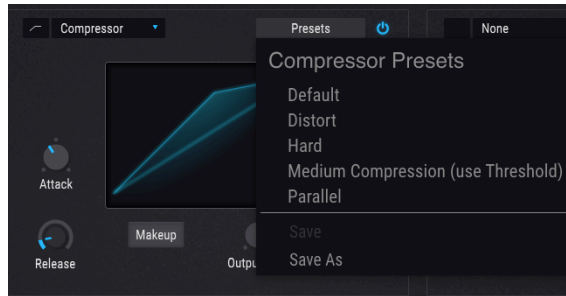 Compressor
Presets
None
Compressor Presets
Default
Distort
Hard
Medium Compression (use Threshold)
Parallel
Attack
Makeup
Save
Release
Save As